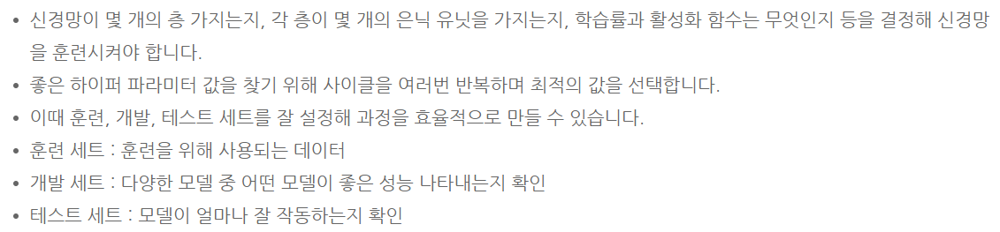 • 신경망이 몇 개의 층 가지는지, 각 층이 몇 개의 은닉 유닛을 가지는지, 학습률과 활성화 함수는 무엇인지 등을 결정해 신경망
을 훈련시켜야 합니다.
• 좋은 하이퍼 파라미터 값을 찾기 위해 사이클을 여러번 반복하며 최적의 값을 선택합니다.
• 이때 훈련, 개발, 테스트 세트를 잘 설정해 과정을 효율적으로 만들 수 있습니다.
• 훈련 세트 : 훈련을 위해 사용되는 데이터
• 개발 세트 : 다양한 모델 중 어떤 모델이 좋은 성능 나타내는지 확인
• 테스트 세트 : 모델이 얼마나 잘 작동하는지 확인